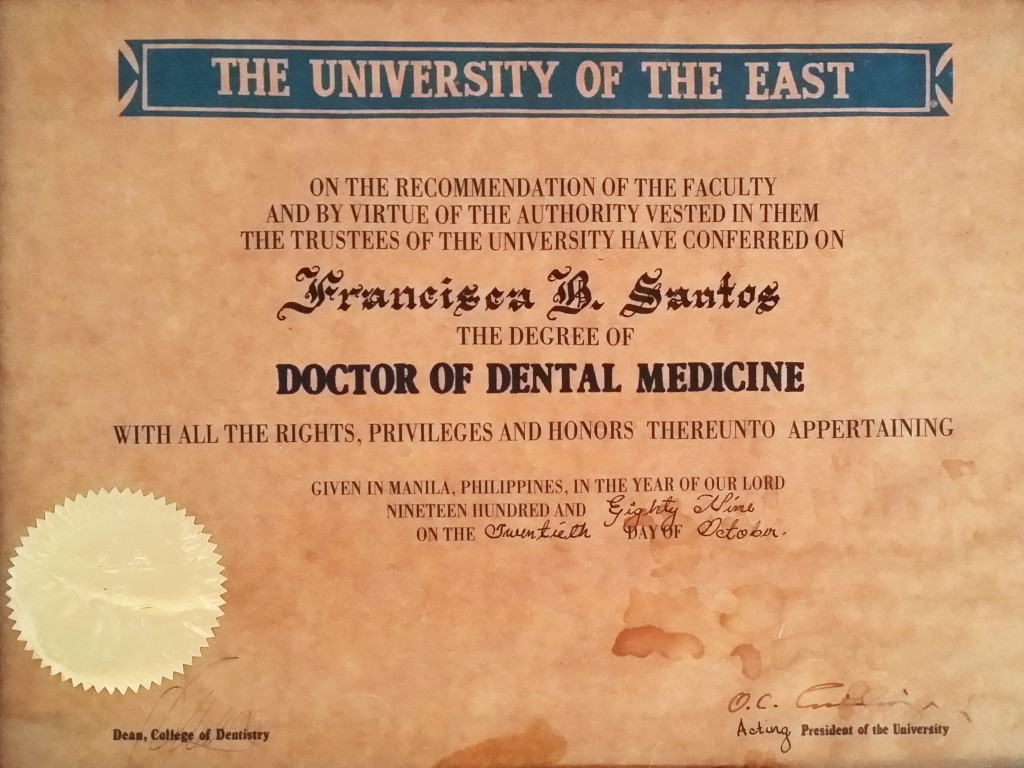 THE UNIVERSITY OF THE EAST
ON THE RECOMMENDATION OF THE FACULTY
AND BY VIRTUE OF THE AUTHORITY VESTED IN THEM
THE TRUSTEES OF THE UNIVERSITY HAVE CONFERRED ON
Francisca B. Santos
THE DEGREE OF
DOCTOR OF DENTAL MEDICINE
WITH ALL THE RIGHTS, PRIVILEGES AND HONORS THEREUNTO APPERTAINING
GIVEN IN MANILA, PHILIPPINES, IN THE YEAR OF OUR LORD
NINETEEN HUNDRED AND Eighty Nine
ON THE Twentieth DAY OF October.
O.C.
Dean, College of Dentistry
Acting President of the University